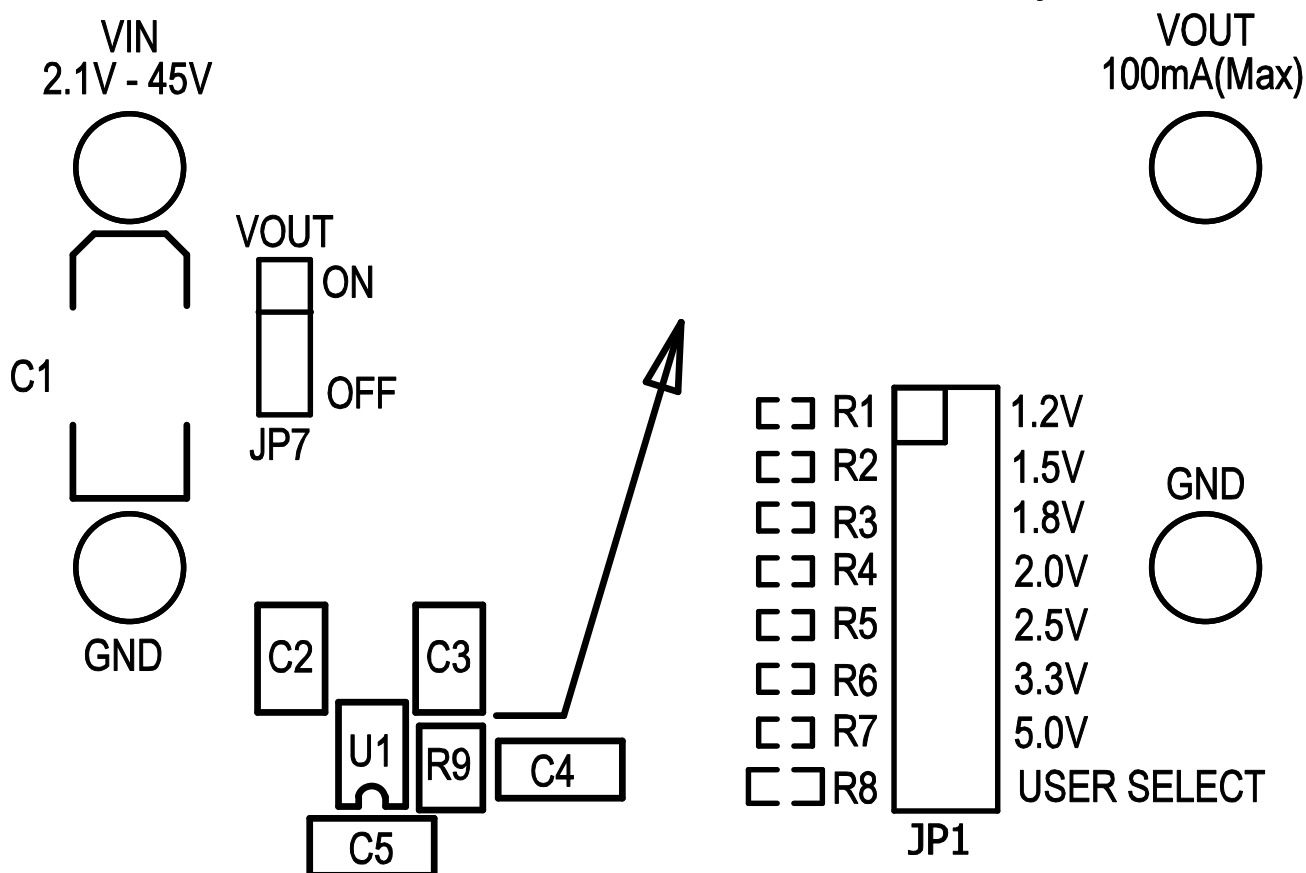 VIN
2.1V - 45V
VOUT
100mA(Max)
VOUT
ON
OFF
JP7
C1
GND
C2
C3
U1
R9
C4
C5
R1 1.2V
R2 1.5V
R3 1.8V
R4 2.0V
R5 2.5V
R6 3.3V
R7 5.0V
R8 USER SELECT
JP1
GND